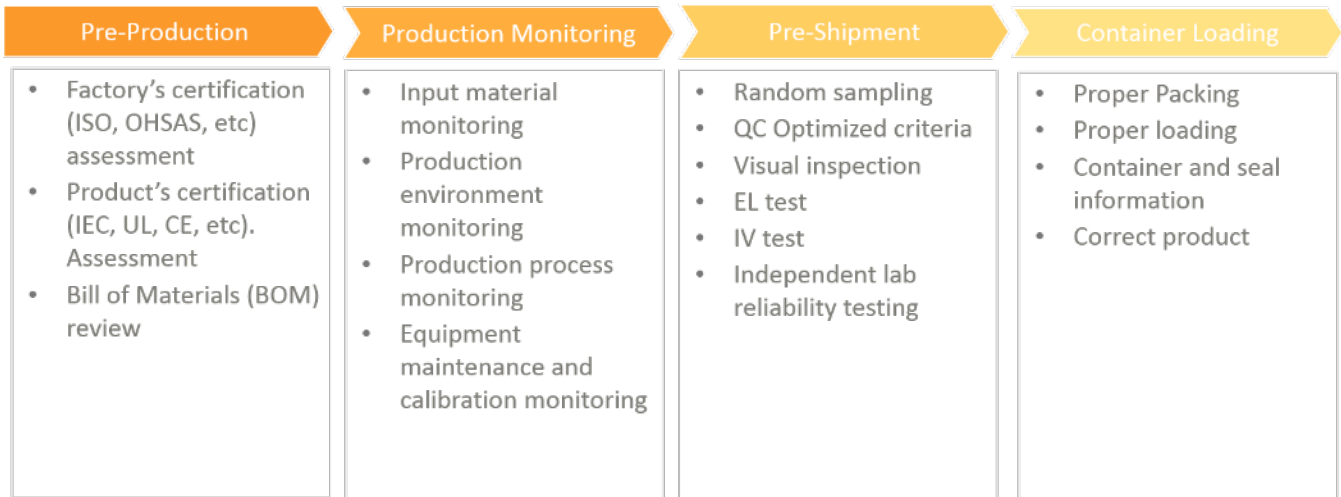 Pre-Production
• Factory's certification
(ISO, OHSAS, etc)
assessment
• Product's certification
(IEC, UL, CE, etc).
Assessment
• Bill of Materials (BOM)
review
Production Monitoring
• Input material
monitoring
• Production
environment
monitoring
• Production process
monitoring
• Equipment
maintenance and
calibration monitoring
Pre-Shipment
• Random sampling
• QC Optimized criteria
• Visual inspection
• EL test
• IV test
• Independent lab
reliability testing
Container Loading
• Proper Packing
• Proper loading
• Container and seal
information
• Correct product